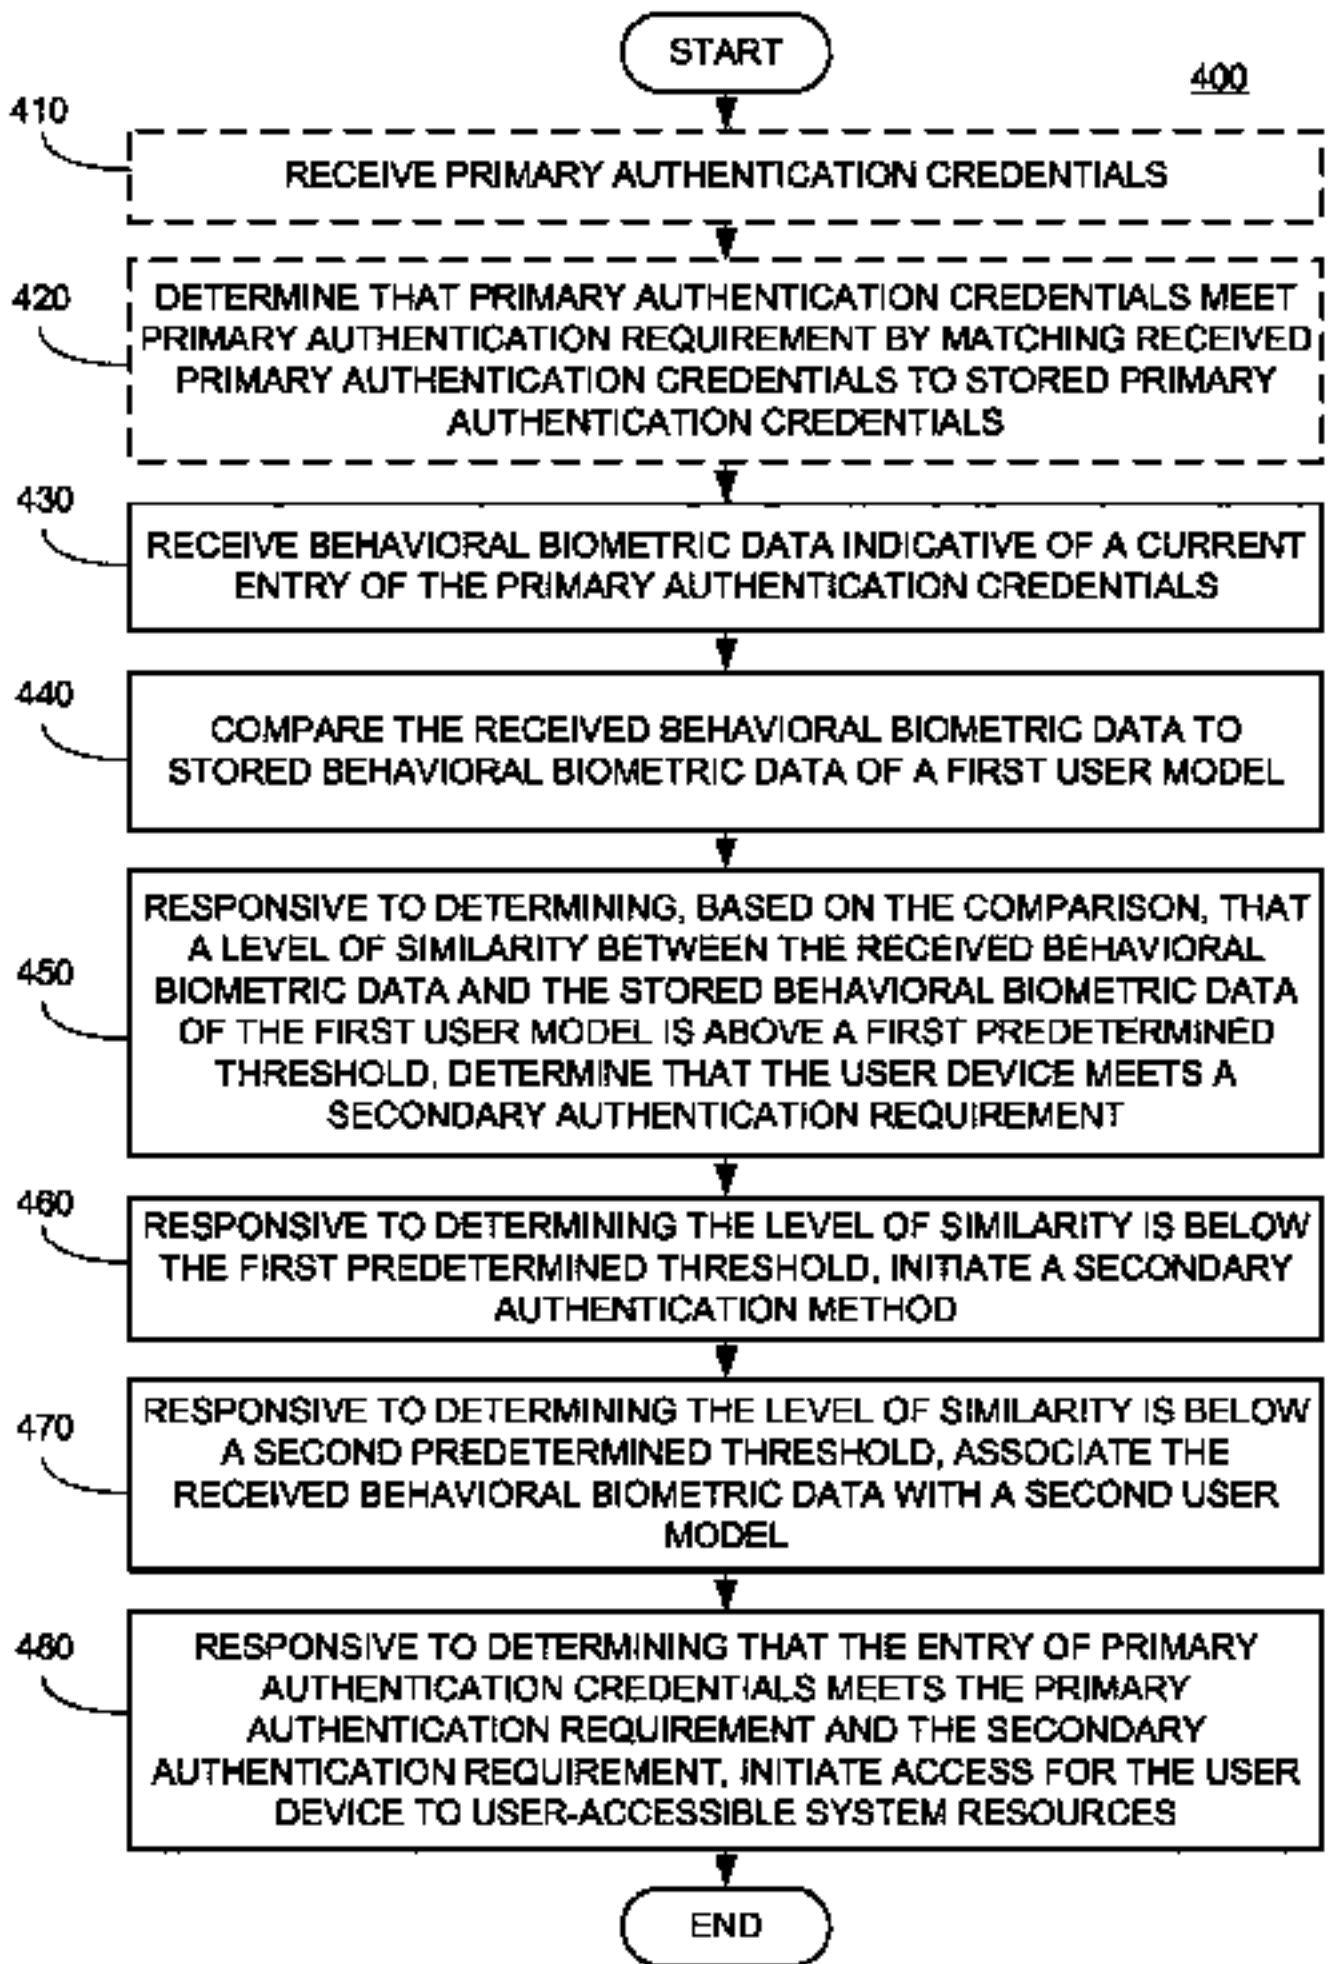 START
400
410
RECEIVE PRIMARY AUTHENTICATION CREDENTIALS
420
DETERMINE THAT PRIMARY AUTHENTICATION CREDENTIALS MEET
PRIMARY AUTHENTICATION REQUIREMENT BY MATCHING RECEIVED
PRIMARY AUTHENTICATION CREDENTIALS TO STORED PRIMARY
AUTHENTICATION CREDENTIALS
430
RECEIVE BEHAVIORAL BIOMETRIC DATA INDICATIVE OF A CURRENT
ENTRY OF THE PRIMARY AUTHENTICATION CREDENTIALS
440
COMPARE THE RECEIVED BEHAVIORAL BIOMETRIC DATA TO
STORED BEHAVIORAL BIOMETRIC DATA OF A FIRST USER MODEL
450
RESPONSIVE TO DETERMINING, BASED ON THE COMPARISON, THAT
A LEVEL OF SIMILARITY BETWEEN THE RECEIVED BEHAVIORAL
BIOMETRIC DATA AND THE STORED BEHAVIORAL BIOMETRIC DATA
OF THE FIRST USER MODEL IS ABOVE A FIRST PREDETERMINED
THRESHOLD, DETERMINE THAT THE USER DEVICE MEETS A
SECONDARY AUTHENTICATION REQUIREMENT
460
RESPONSIVE TO DETERMINING THE LEVEL OF SIMILARITY IS BELOW
THE FIRST PREDETERMINED THRESHOLD, INITIATE A SECONDARY
AUTHENTICATION METHOD
470
RESPONSIVE TO DETERMINING THE LEVEL OF SIMILARITY IS BELOW
A SECOND PREDETERMINED THRESHOLD, ASSOCIATE THE
RECEIVED BEHAVIORAL BIOMETRIC DATA WITH A SECOND USER
MODEL
480
RESPONSIVE TO DETERMINING THAT THE ENTRY OF PRIMARY
AUTHENTICATION CREDENTIALS MEETS THE PRIMARY
AUTHENTICATION REQUIREMENT AND THE SECONDARY
AUTHENTICATION REQUIREMENT, INITIATE ACCESS FOR THE USER
DEVICE TO USER-ACCESSIBLE SYSTEM RESOURCES
END